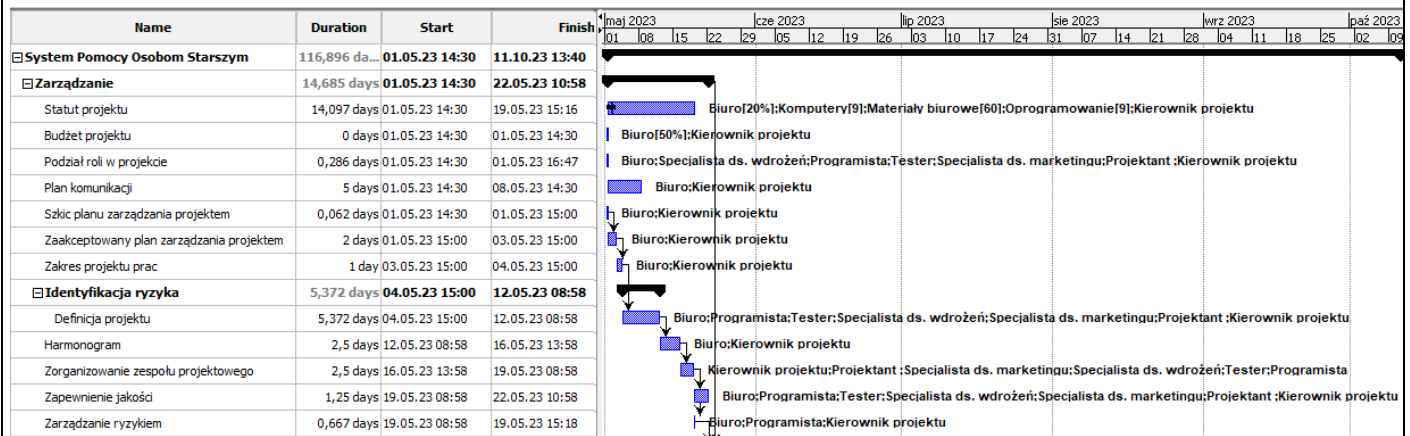 Name Duration Start Finish maj 2023 cze 2023 lip 2023 sie 2023 wrz 2023 paź 2023
01 08 15 22 29 05 12 19 26 03 10 17 24 31 07 14 21 28 04 11 18 25 02 09
System Pomocy Osobom Starszym 116,896 da... 01.05.23 14:30 11.10.23 13:40
Zarządzanie 14,685 days 01.05.23 14:30 22.05.23 10:58
Statut projektu 14,097 days 01.05.23 14:30 19.05.23 15:16 Biuro[20%];Komputery[9];Materiały biurowe[60];Oprogramowanie[9];Kierownik projektu
Budżet projektu 0 days 01.05.23 14:30 01.05.23 14:30 Biuro[50%];Kierownik projektu
Podział roli w projekcie 0,286 days 01.05.23 14:30 01.05.23 16:47 Biuro;Specjalista ds. wdrożeń;Programista;Tester;Specjalista ds. marketingu;Projektant ;Kierownik projektu
Plan komunikacji 5 days 01.05.23 14:30 08.05.23 14:30 Biuro;Kierownik projektu
Szkic planu zarządzania projektem 0,062 days 01.05.23 14:30 01.05.23 15:00 Biuro;Kierownik projektu
Zaakceptowany plan zarządzania projektem 2 days 01.05.23 15:00 03.05.23 15:00 Biuro;Kierownik projektu
Zakres projektu prac 1 day 03.05.23 15:00 04.05.23 15:00 Biuro;Kierownik projektu
Identyfikacja ryzyka 5,372 days 04.05.23 15:00 12.05.23 08:58
Definicja projektu 5,372 days 04.05.23 15:00 12.05.23 08:58 Biuro;Programista;Tester;Specjalista ds. wdrożeń;Specjalista ds. marketingu;Projektant ;Kierownik projektu
Harmonogram 2,5 days 12.05.23 08:58 16.05.23 13:58 Biuro;Kierownik projektu
Zorganizowanie zespołu projektowego 2,5 days 16.05.23 13:58 19.05.23 08:58 Kierownik projektu;Projektant ;Specjalista ds. marketingu;Specjalista ds. wdrożeń;Tester;Programista
Zapewnienie jakości 1,25 days 19.05.23 08:58 22.05.23 10:58 Biuro;Programista;Tester;Specjalista ds. wdrożeń;Specjalista ds. marketingu;Projektant ;Kierownik projektu
Zarządzanie ryzykiem 0,667 days 19.05.23 08:58 19.05.23 15:18 Biuro;Programista;Kierownik projektu